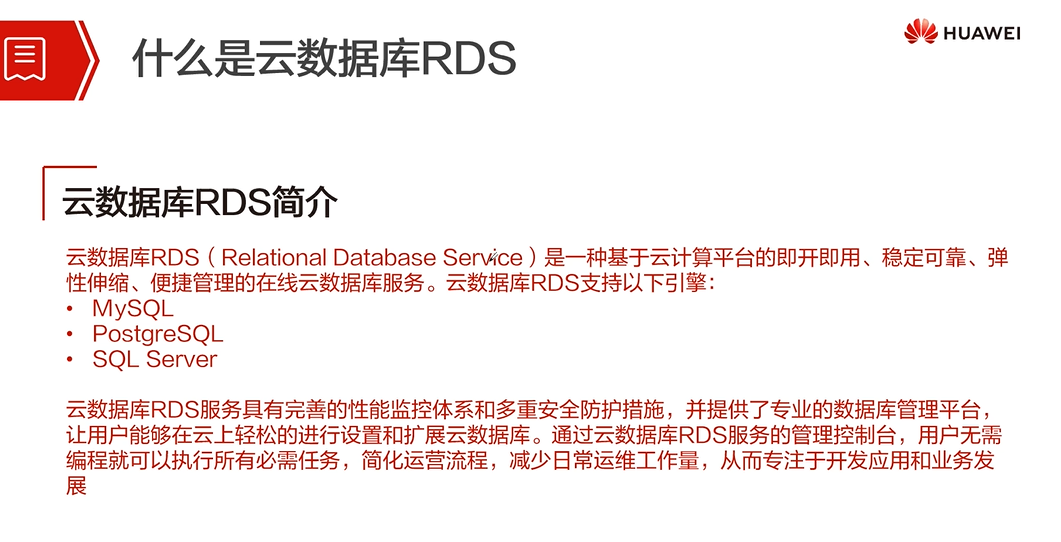 什么是云数据库RDS
HUAWEI
云数据库RDS简介
云数据库RDS（Relational Database Service）是一种基于云计算平台的即开即用、稳定可靠、弹
性伸缩、便捷管理的在线云数据库服务。云数据库RDS支持以下引擎：
• MySQL
• PostgreSQL
• SQL Server
云数据库RDS服务具有完善的性能监控体系和多重安全防护措施，并提供了专业的数据库管理平台，
让用户能够在云上轻松的进行设置和扩展云数据库。通过云数据库RDS服务的管理控制台，用户无需
编程就可以执行所有必需任务，简化运营流程，减少日常运维工作量，从而专注于开发应用和业务发
展